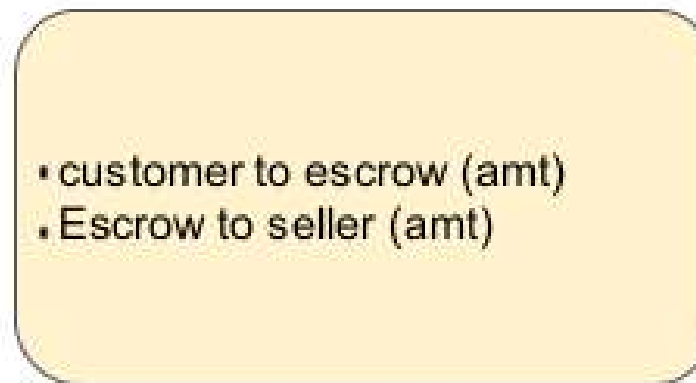 · customer to escrow (amt)
. Escrow to seller (amt)